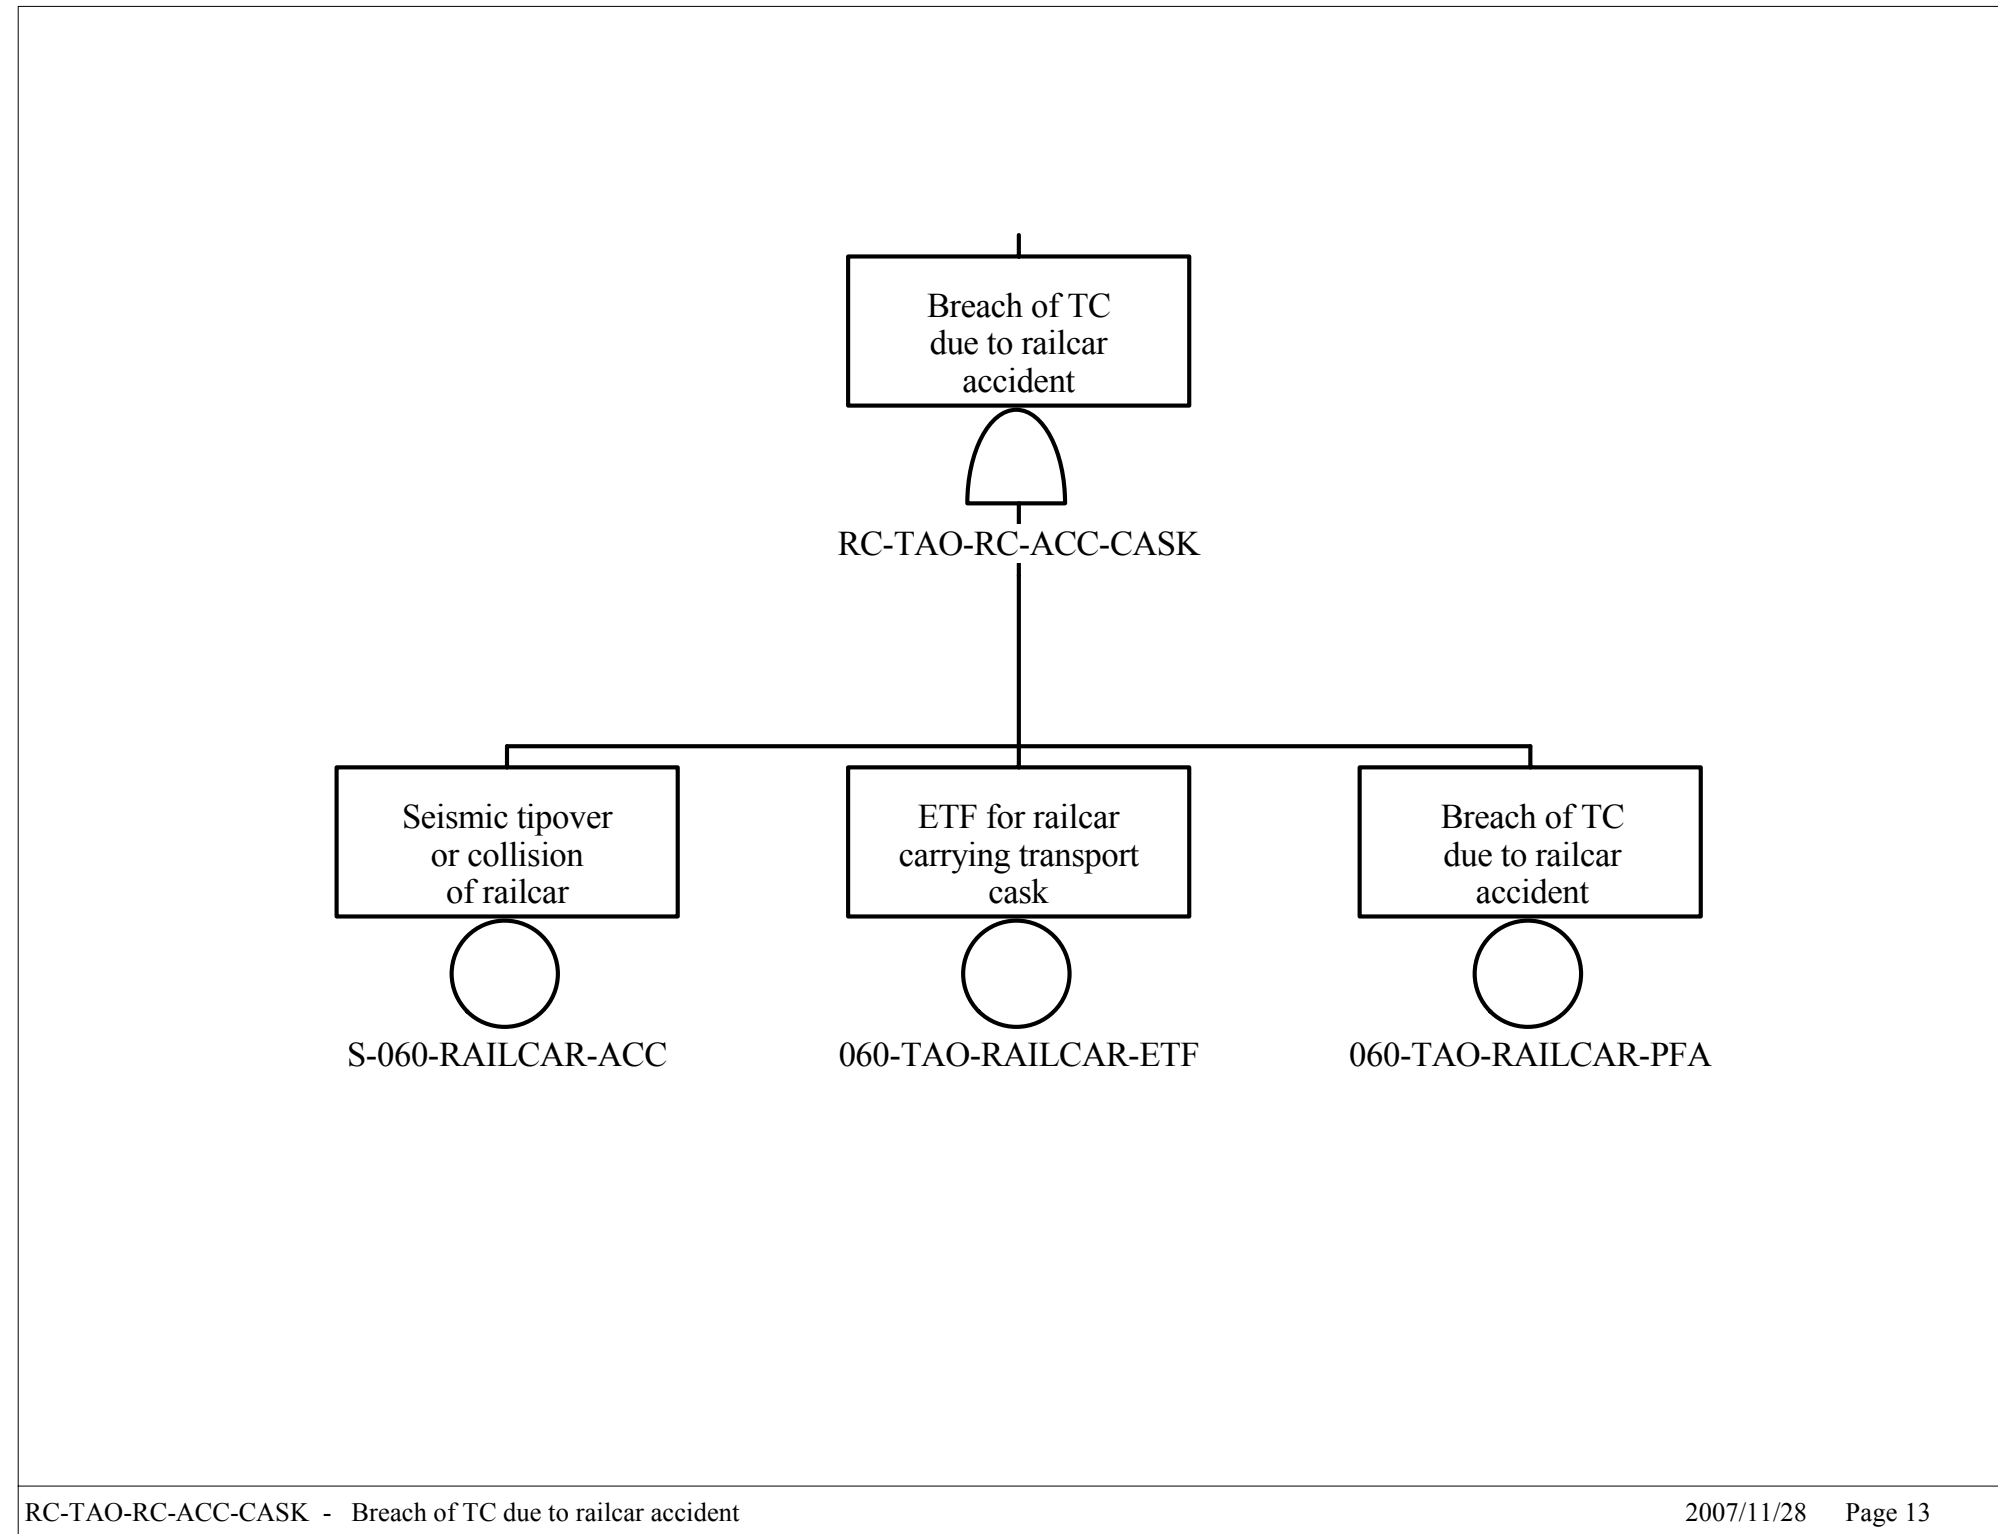 Breach of TC
due to railcar
accident
RC-TAO-RC-ACC-CASK
Seismic tipover
or collision
of railcar
S-060-RAILCAR-ACC
ETF for railcar
carrying transport
cask
060-TAO-RAILCAR-ETF
Breach of TC
due to railcar
accident
060-TAO-RAILCAR-PFA
RC-TAO-RC-ACC-CASK - Breach of TC due to railcar accident
2007/11/28 Page 13